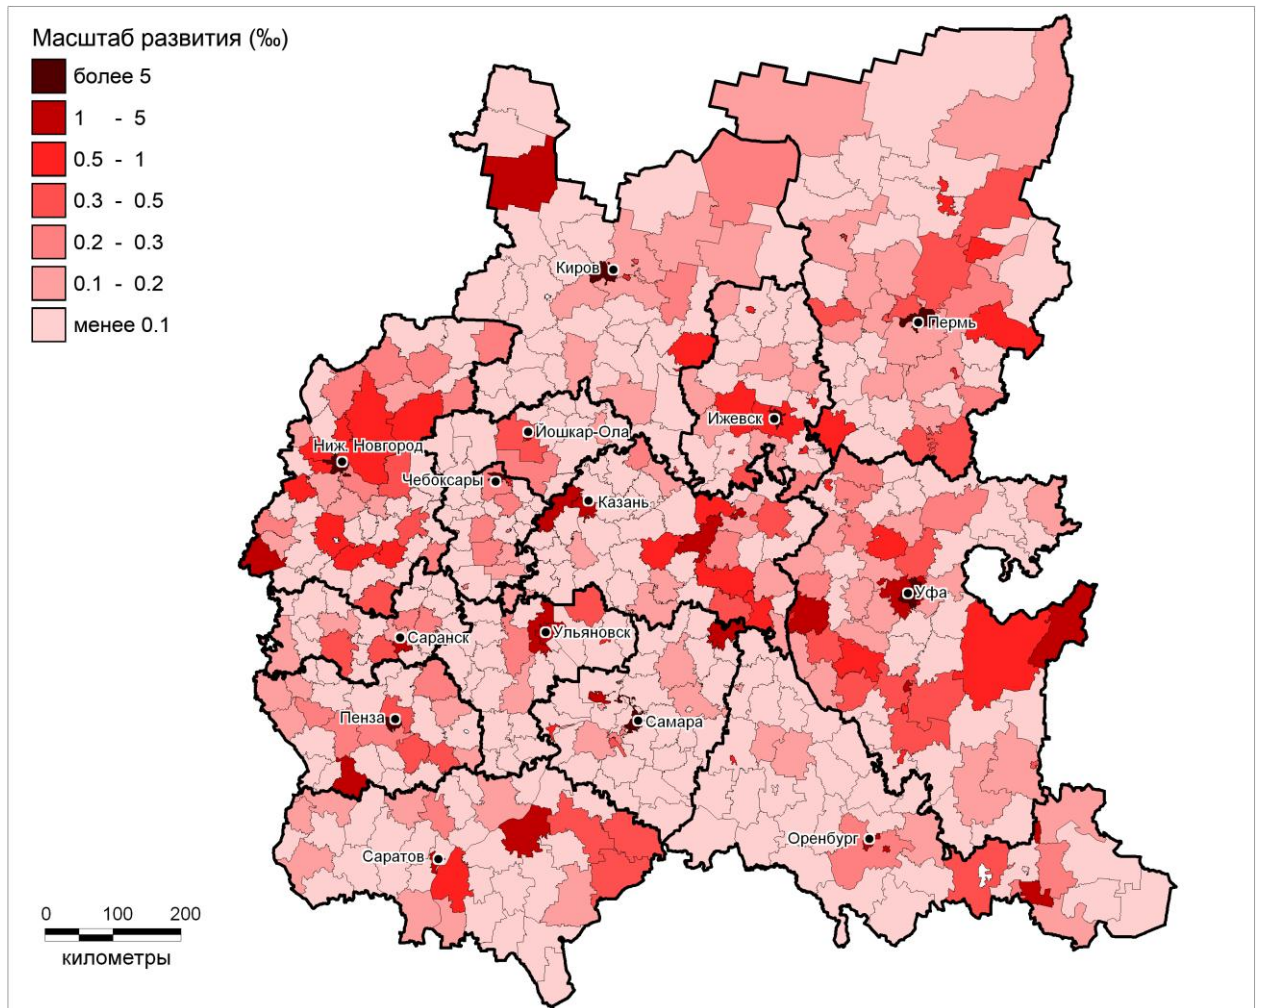 Масштаб развития (‰)
более 5
1 - 5
0.5 - 1
0.3 - 0.5
0.2 - 0.3
0.1 - 0.2
менее 0.1
Киров
Пермь
Ижевск
Йошкар-Ола
Ниж. Новгород
Чебоксары
Казань
Уфа
Ульяновск
Саранск
Пенза
Самара
Оренбург
Саратов
0 100 200
километры